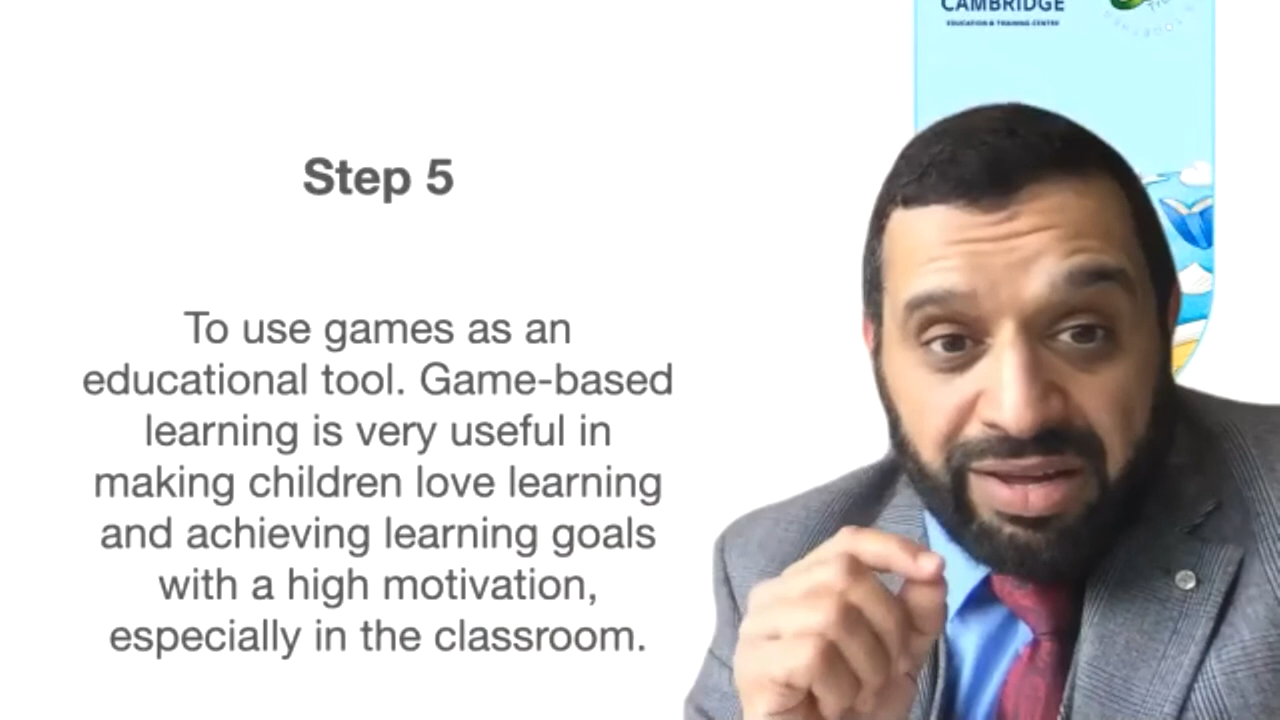 CAMBRIDGE
EDUCATION & TRAINING CENTRE
Step 5
To use games as an
educational tool. Game-based
learning is very useful in
making children love learning
and achieving learning goals
with a high motivation,
especially in the classroom.